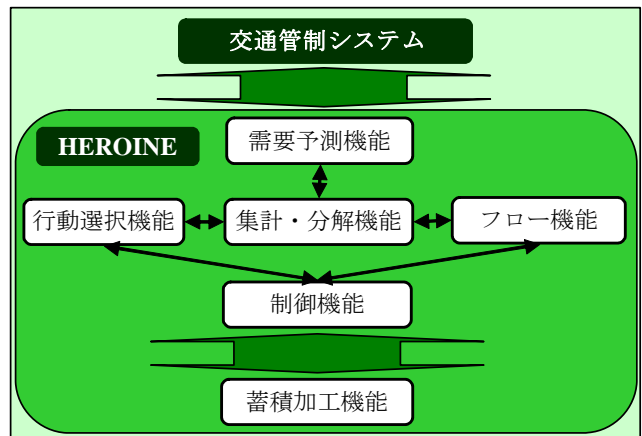 交通管制システム
HEROINE
需要予測機能
行動選択機能
集計・分解機能
フロー機能
制御機能
蓄積加工機能